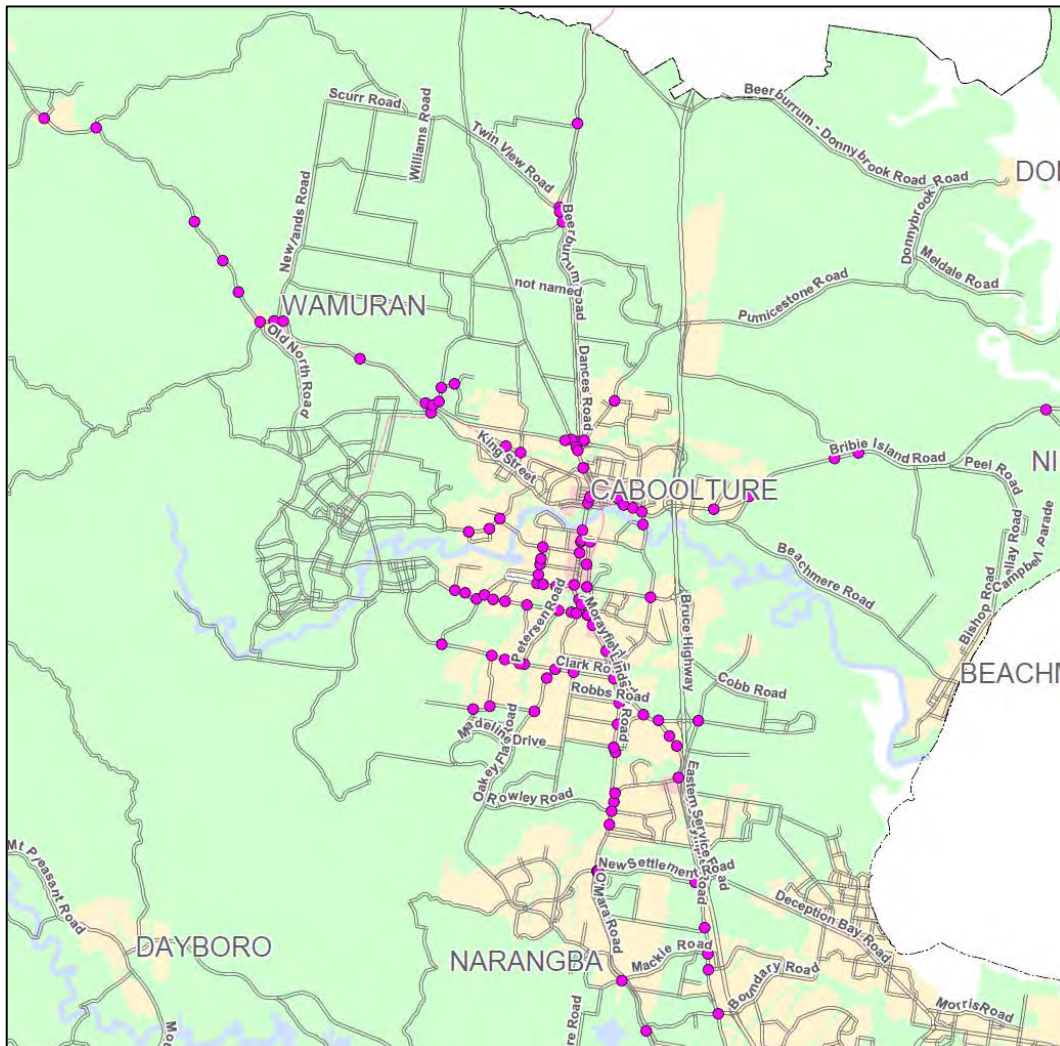 Scurr Road
Williams Road
Twin View Road
Beerburrum - Donnybrook Road
Donnybrook Road
DO
Newlands Road
Beerburrum Road
Meldale Road
not named
WAMURAN
Pumicestone Road
Old North Road
Dances Road
King Street
Bribie Island Road
Peel Road
NI
CABOOLTURE
Beachmere Road
Campbell Parade
Bishop Road
Petersen Road
Bruce Highway
Clark Road
Cobb Road
BEACHM
Robbs Road
Madeline Drive
Oakey Flat Road
Rowley Road
Eastern Service Road
New Settlement Road
O'Mara Road
Mt Pleasant Road
Deception Bay Road
DAYBORO
NARANGBA
Mackie Road
Boundary Road
Morris Road